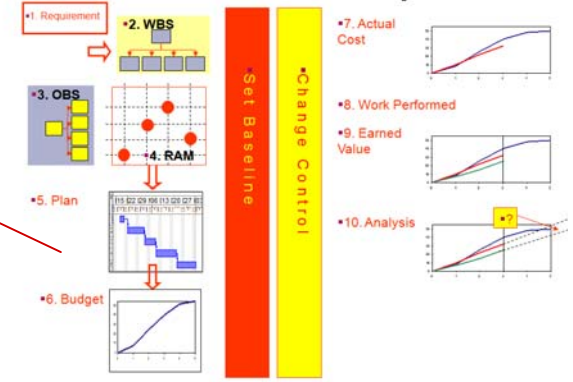 1. Requirement
2. WBS
3. OBS
4. RAM
5. Plan
6. Budget
Set Baseline
Change Control
7. Actual
Cost
8. Work Performed
9. Earned
Value
10. Analysis
?